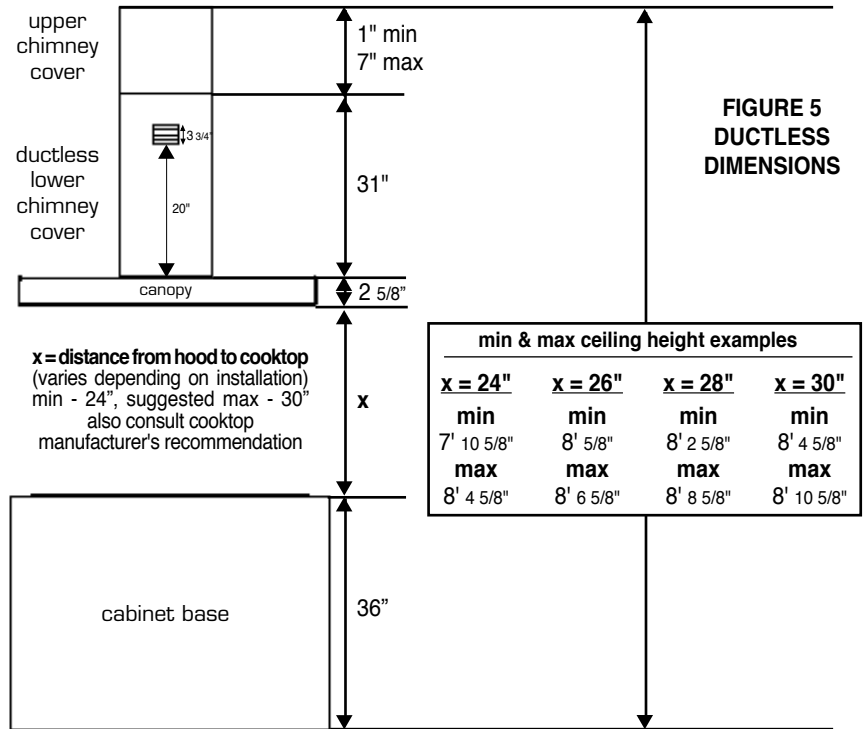 upper
chimney
cover
1" min
7" max
FIGURE 5
DUCTLESS
DIMENSIONS
3 3/4"
ductless
lower
chimney
cover
20"
31"
canopy
2 5/8"
x = distance from hood to cooktop
(varies depending on installation)
min - 24", suggested max - 30"
also consult cooktop
manufacturer's recommendation
x
min & max ceiling height examples
x = 24" x = 26" x = 28" x = 30"
min min min min
7' 10 5/8" 8' 5/8" 8' 2 5/8" 8' 4 5/8"
max max max max
8' 4 5/8" 8' 6 5/8" 8' 8 5/8" 8' 10 5/8"
cabinet base
36”